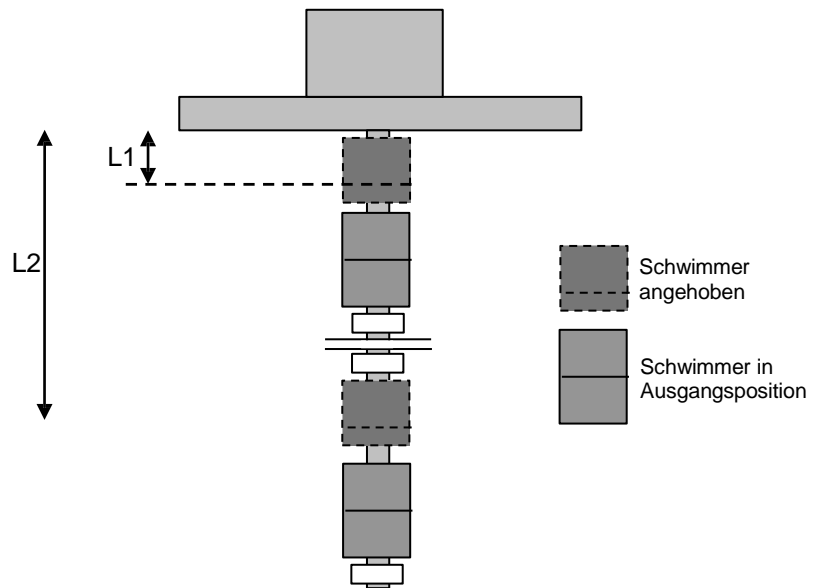 L1
L2
Schwimmer
angehoben
Schwimmer in
Ausgangsposition